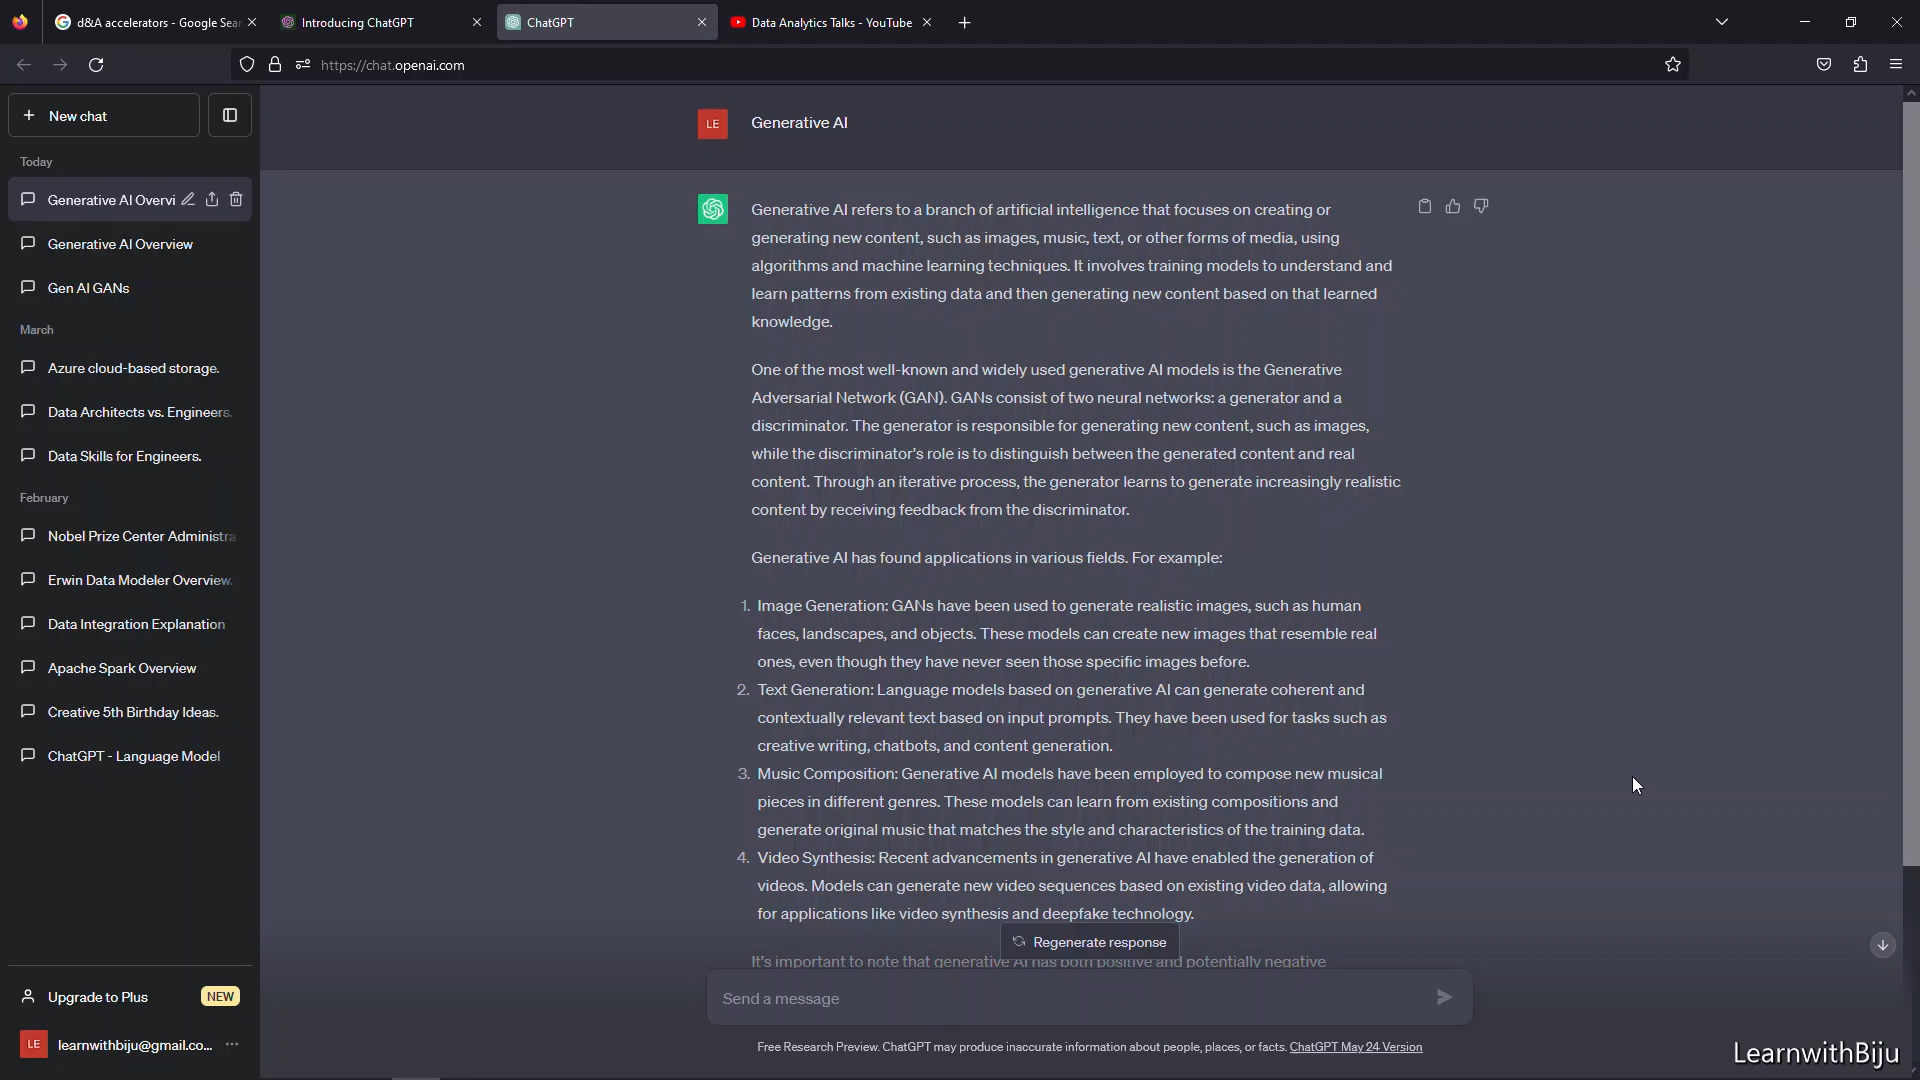 d&A accelerators - Google Sear
Introducing ChatGPT
ChatGPT
Data Analytics Talks - YouTube
https://chat.openai.com
New chat
Today
Generative AI Overvi
Generative AI Overview
Gen AI GANs
March
Azure cloud-based storage.
Data Architects vs. Engineers.
Data Skills for Engineers.
February
Nobel Prize Center Administra
Erwin Data Modeler Overview.
Data Integration Explanation
Apache Spark Overview
Creative 5th Birthday Ideas.
ChatGPT - Language Model
Upgrade to Plus NEW
LE learnwithbiju@gmail.co...
LE Generative AI
Generative AI refers to a branch of artificial intelligence that focuses on creating or
generating new content, such as images, music, text, or other forms of media, using
algorithms and machine learning techniques. It involves training models to understand and
learn patterns from existing data and then generating new content based on that learned
knowledge.
One of the most well-known and widely used generative AI models is the Generative
Adversarial Network (GAN). GANs consist of two neural networks: a generator and a
discriminator. The generator is responsible for generating new content, such as images,
while the discriminator's role is to distinguish between the generated content and real
content. Through an iterative process, the generator learns to generate increasingly realistic
content by receiving feedback from the discriminator.
Generative AI has found applications in various fields. For example:
1. Image Generation: GANs have been used to generate realistic images, such as human
faces, landscapes, and objects. These models can create new images that resemble real
ones, even though they have never seen those specific images before.
2. Text Generation: Language models based on generative AI can generate coherent and
contextually relevant text based on input prompts. They have been used for tasks such as
creative writing, chatbots, and content generation.
3. Music Composition: Generative AI models have been employed to compose new musical
pieces in different genres. These models can learn from existing compositions and
generate original music that matches the style and characteristics of the training data.
4. Video Synthesis: Recent advancements in generative AI have enabled the generation of
videos. Models can generate new video sequences based on existing video data, allowing
for applications like video synthesis and deepfake technology.
Regenerate response
It's important to note that generative AI has both positive and potentially negative
Send a message
Free Research Preview. ChatGPT may produce inaccurate information about people, places, or facts. ChatGPT May 24 Version
LearnwithBiju